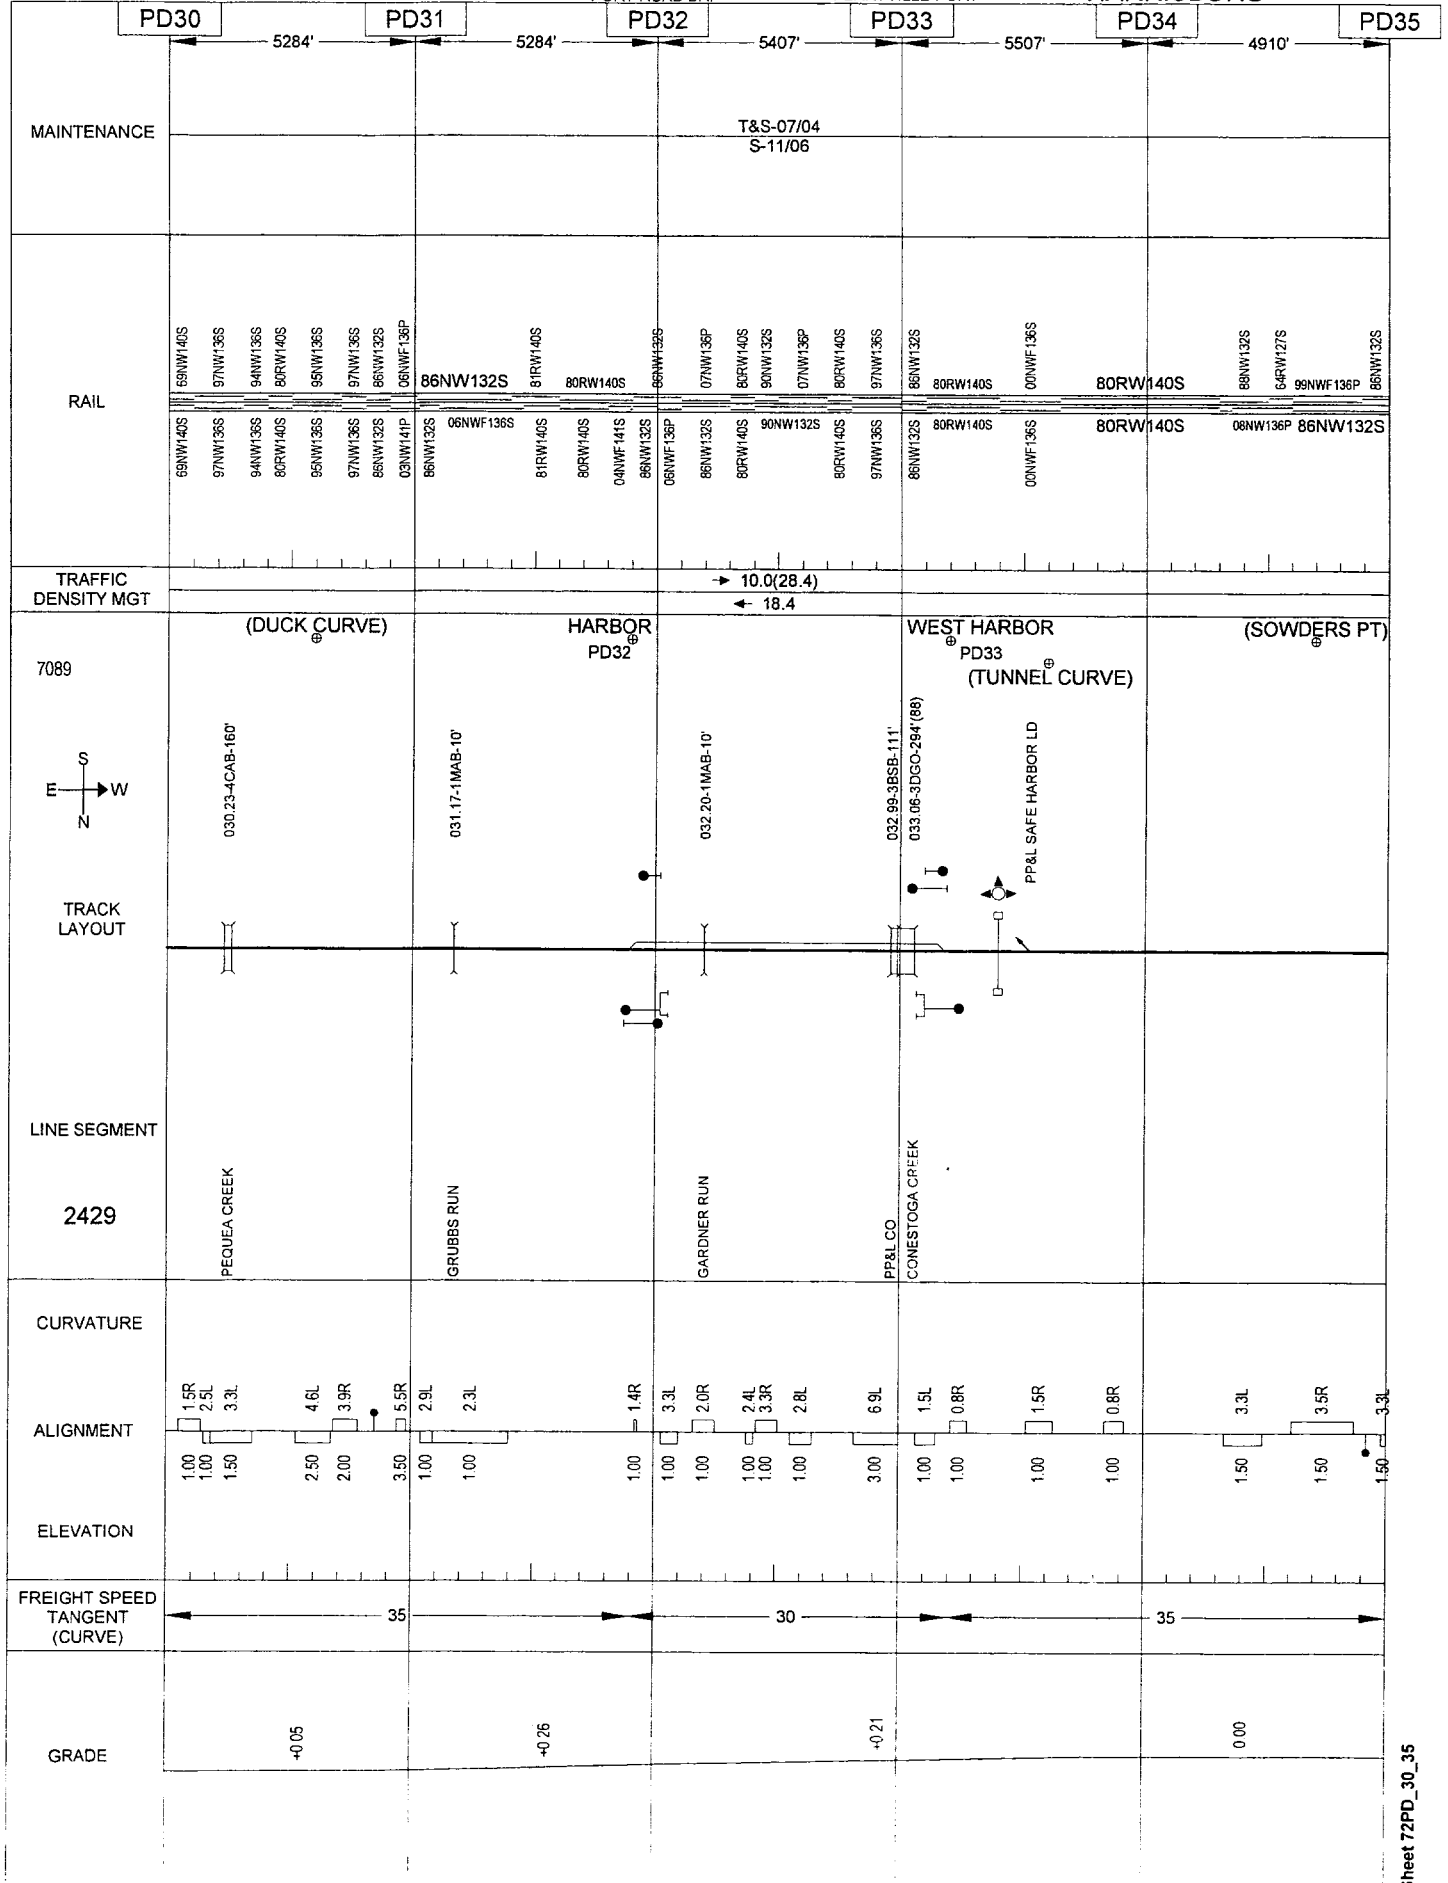 PD30 PD31 PD32 PD33 PD34 PD35
5284' 5284' 5407' 5507' 4910'
MAINTENANCE
T&S-07/04
S-11/06
RAIL
69NW140S 97NW136S 94NW136S 80RW140S 95NW136S 97NW136S 86NW132S 06NWF136P 86NW132S 81RW140S 80RW140S 86NW132S 07NW136P 80RW140S 90NW132S 07NW136P 80RW140S 97NW136S 86NW132S 80RW140S 00NWF136S 80RW140S 88NW132S 64RW127S 99NWF136P 86NW132S
69NW140S 97NW136S 94NW136S 80RW140S 95NW136S 97NW136S 86NW132S 03NW141P 86NW132S 06NWF136S 81RW140S 80RW140S 04NWF141S 86NW132S 06NWF136P 86NW132S 80RW140S 90NW132S 80RW140S 97NW136S 86NW132S 80RW140S 00NWF136S 80RW140S 08NW136P 86NW132S
TRAFFIC
DENSITY MGT
10.0(28.4)
18.4
(DUCK CURVE) HARBOR WEST HARBOR (SOWDERS PT)
PD32 PD33
(TUNNEL CURVE)
7089
S
E W
N
030.23-4CAB-160'
031.17-1MAB-10'
032.20-1MAB-10'
032.99-3BSB-111'
033.06-3DGO-294'(88)
PP&L SAFE HARBOR LD
TRACK
LAYOUT
LINE SEGMENT
2429
PEQUEA CREEK
GRUBBS RUN
GARDNER RUN
PP&L CO
CONESTOGA CREEK
CURVATURE
1.5R 2.5L 3.3L 4.6L 3.9R 5.5R 2.9L 2.3L 1.4R 3.3L 2.0R 2.4L 3.3R 2.8L 6.9L 1.5L 0.8R 1.5R 0.8R 3.3L 3.5R 3.3L
ALIGNMENT
1.00 1.00 1.50 2.50 2.00 3.50 1.00 1.00 1.00 1.00 1.00 1.00 1.00 1.00 3.00 1.00 1.00 1.00 1.00 1.50 1.50 1.50
ELEVATION
FREIGHT SPEED
TANGENT
(CURVE)
35 30 35
GRADE
+0.05 +0.26 +0.21 0.00
heet 72PD_30_35